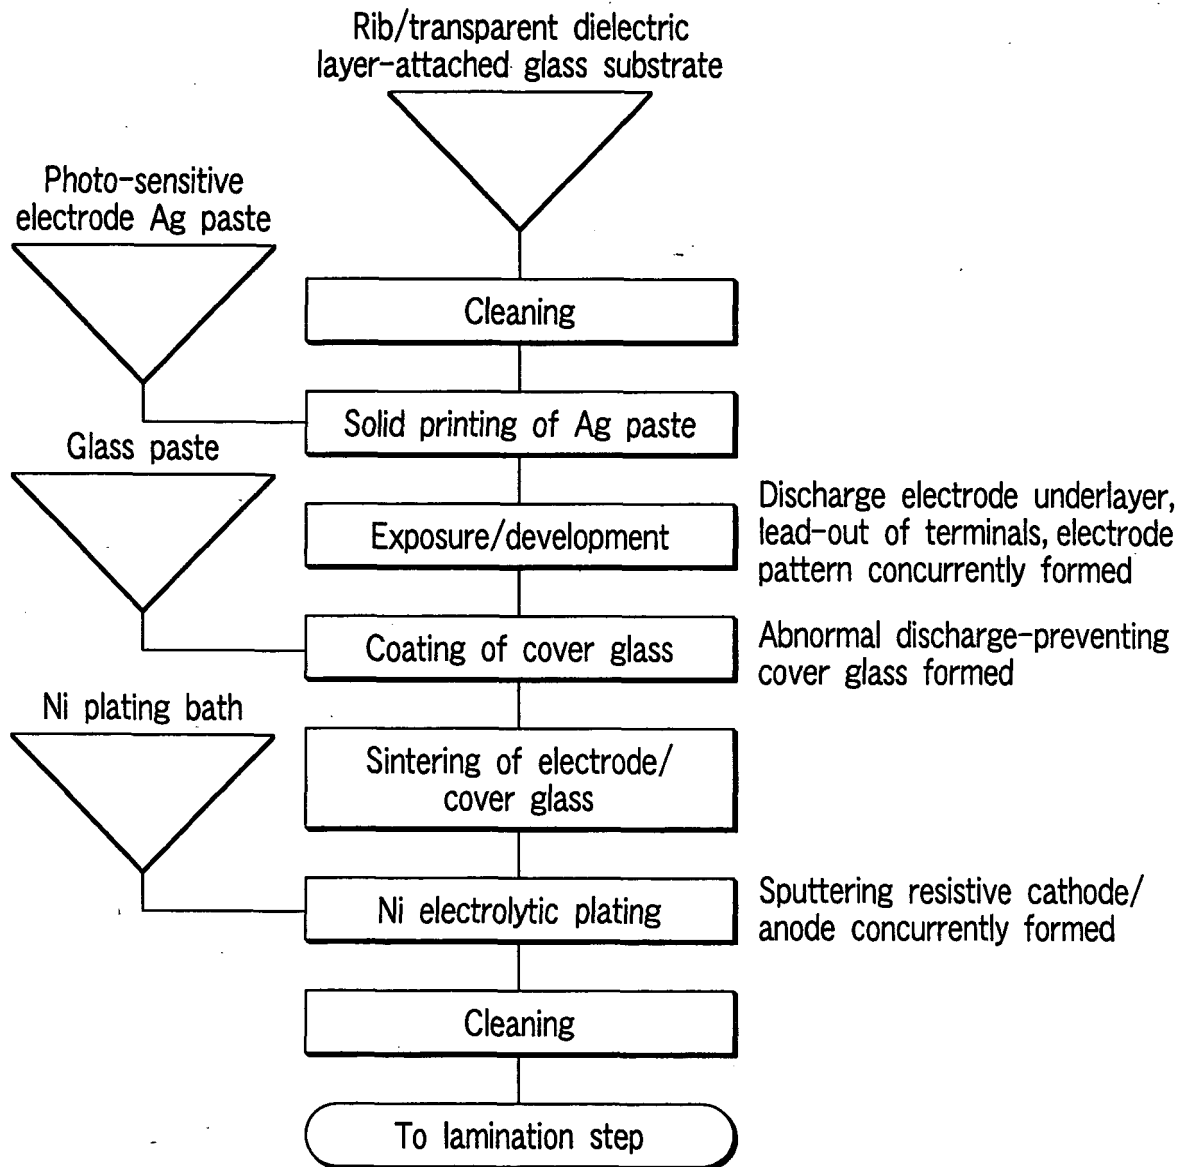 Rib/transparent dielectric
layer-attached glass substrate
Photo-sensitive
electrode Ag paste
Cleaning
Solid printing of Ag paste
Glass paste
Exposure/development
Discharge electrode underlayer,
lead-out of terminals, electrode
pattern concurrently formed
Coating of cover glass
Abnormal discharge-preventing
cover glass formed
Ni plating bath
Sintering of electrode/
cover glass
Ni electrolytic plating
Sputtering resistive cathode/
anode concurrently formed
Cleaning
To lamination step